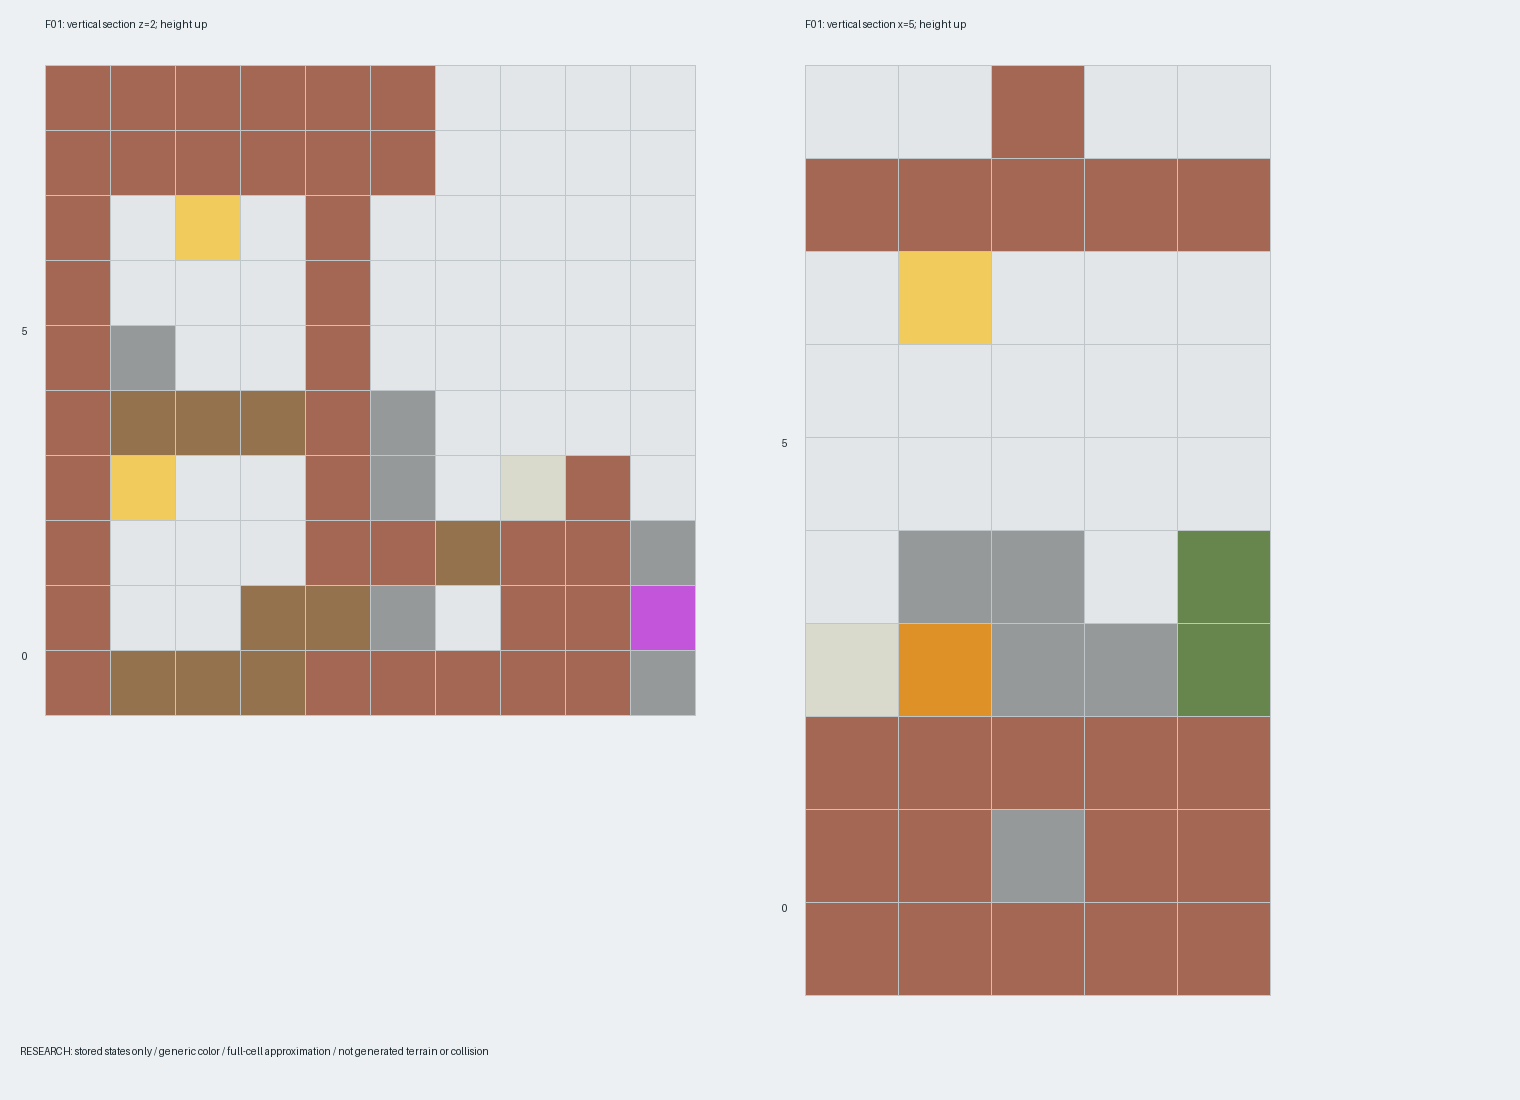 F01: vertical section z=2; height up
F01: vertical section x=5; height up
5
5
0
0
RESEARCH: stored states only / generic color / full-cell approximation / not generated terrain or collision